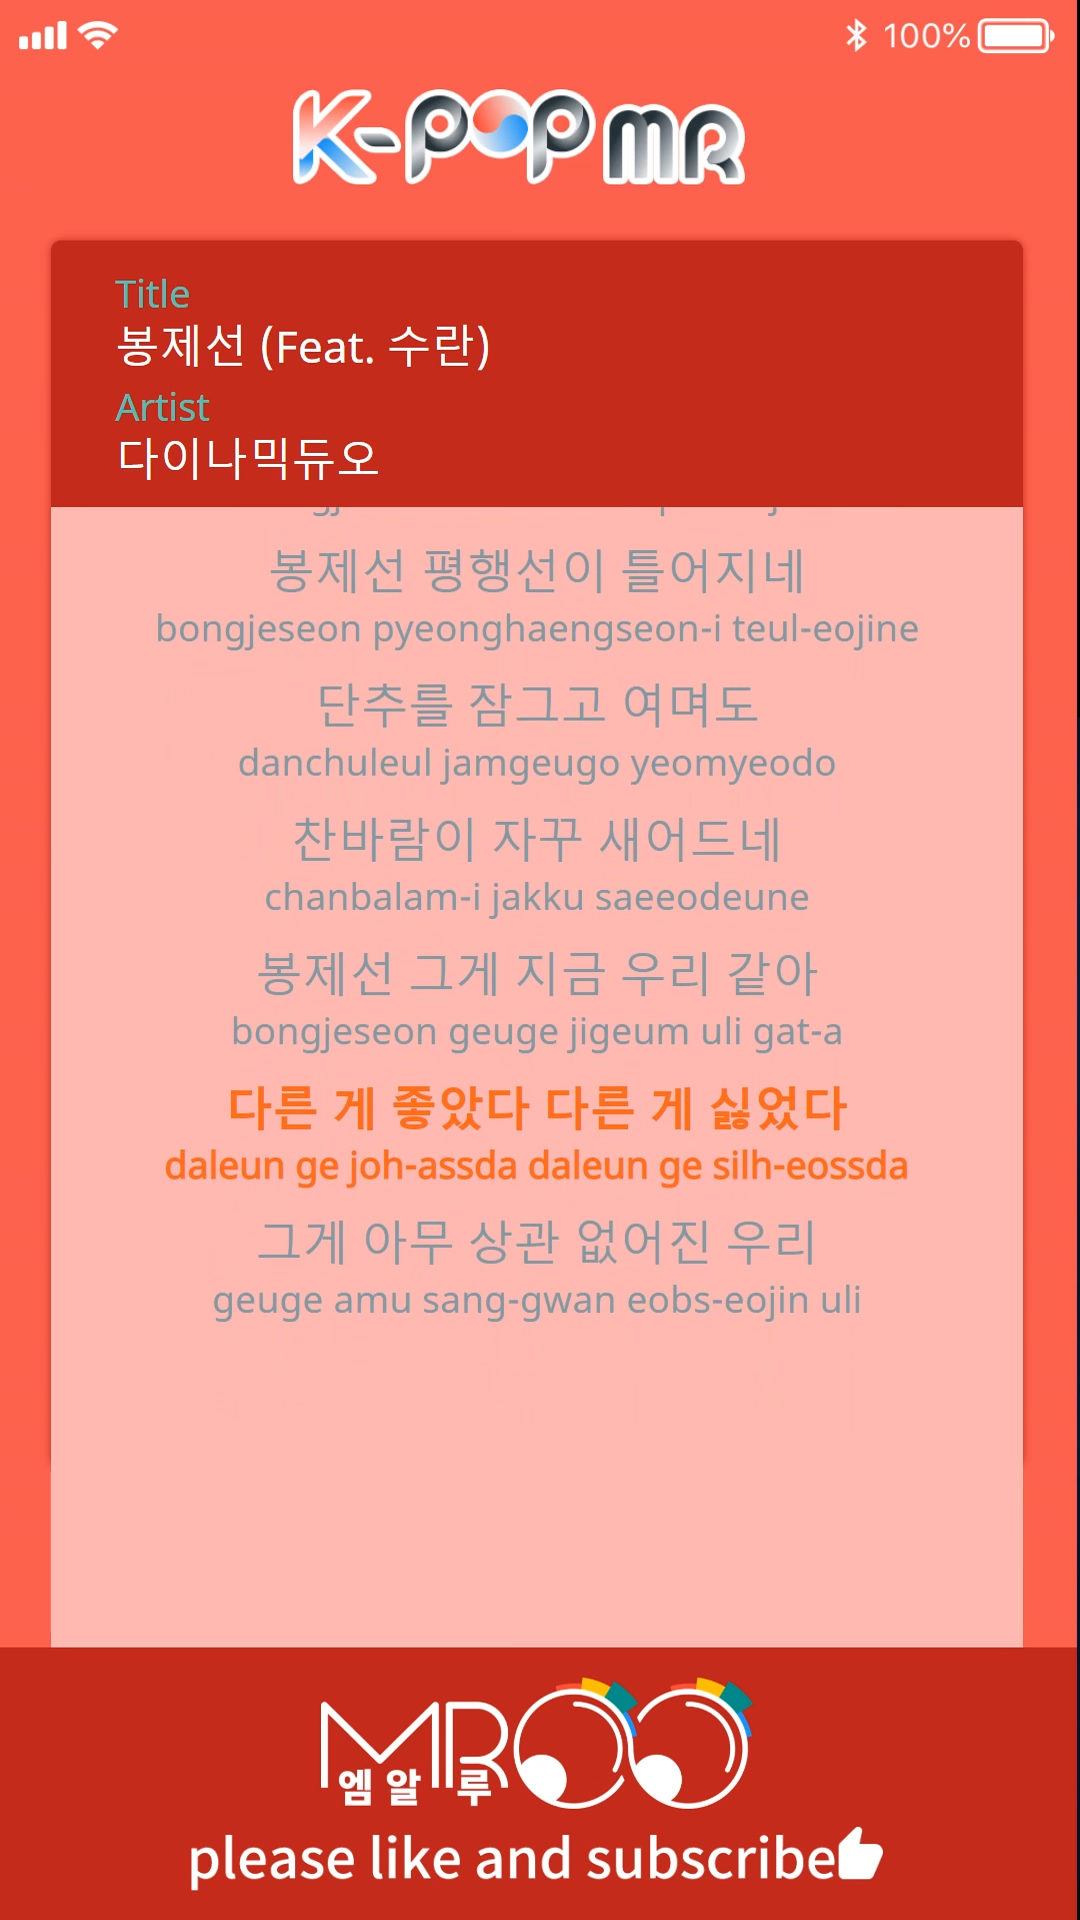 100%
K-POP MR
Title
봉제선 (Feat. 수란)
Artist
다이나믹듀오
봉제선 평행선이 틀어지네
bongjeseon pyeonghaengseon-i teul-eojine
단추를 잠그고 여며도
danchuleul jamgeugo yeomyeodo
찬바람이 자꾸 새어드네
chanbalam-i jakku saeeodeune
봉제선 그게 지금 우리 같아
bongjeseon geuge jigeum uli gat-a
다른 게 좋았다 다른 게 싫었다
daleun ge joh-assda daleun ge silh-eossda
그게 아무 상관 없어진 우리
geuge amu sang-gwan eobs-eojin uli
MROO
엠알루
please like and subscribe